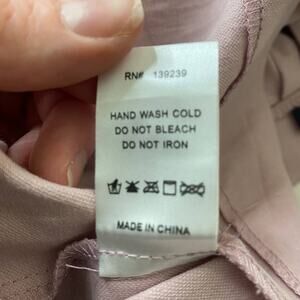 RN# 139239
HAND WASH COLD
DO NOT BLEACH
DO NOT IRON
MADE IN CHINA